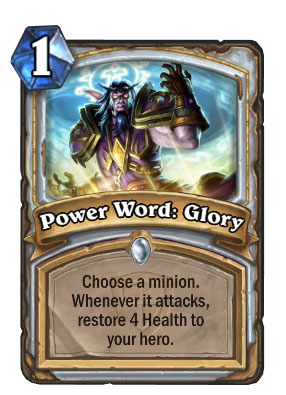 1
Power Word: Glory
Choose a minion.
Whenever it attacks,
restore 4 Health to
your hero.